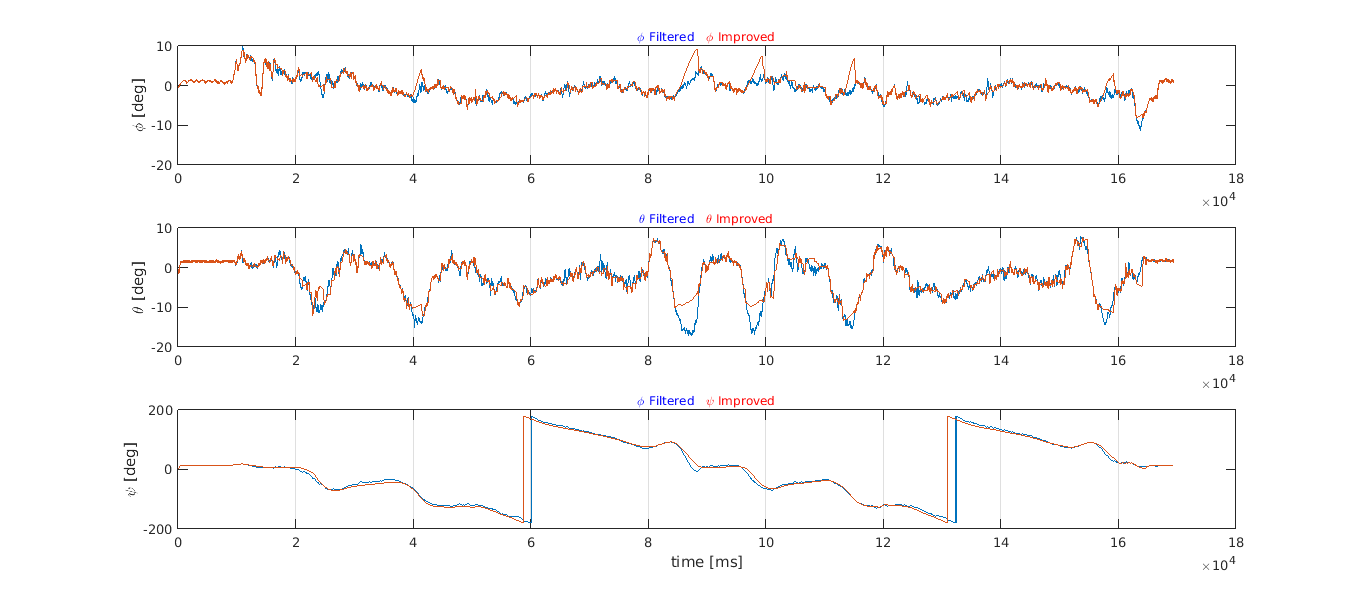 ϕ Filtered ϕ Improved
10
0
-10
-20
ϕ [deg]
0 2 4 6 8 10 12 14 16 18
×10⁴
θ Filtered θ Improved
10
0
-10
-20
θ [deg]
0 2 4 6 8 10 12 14 16 18
×10⁴
ϕ Filtered ψ Improved
200
0
-200
ψ [deg]
0 2 4 6 8 10 12 14 16 18
time [ms]
×10⁴